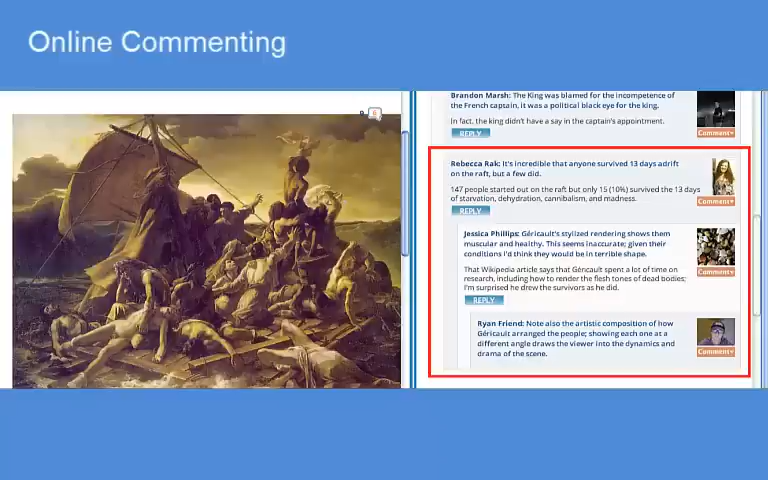 Online Commenting
6
Brandon Marsh: The King was blamed for the incompetence of
the French captain, it was a political black eye for the king.
In fact, the king didn't have a say in the captain's appointment.
REPLY
Comment▾
Rebecca Rak: It's incredible that anyone survived 13 days adrift
on the raft, but a few did.
147 people started out on the raft but only 15 (10%) survived the 13 days
of starvation, dehydration, cannibalism, and madness.
REPLY
Comment▾
Jessica Phillips: Géricault's stylized rendering shows them
muscular and healthy. This seems inaccurate; given their
conditions I'd think they would be in terrible shape.
That Wikipedia article says that Géricault spent a lot of time on
research, including how to render the flesh tones of dead bodies;
I'm surprised he drew the survivors as he did.
REPLY
Comment▾
Ryan Friend: Note also the artistic composition of how
Géricault arranged the people; showing each one at a
different angle draws the viewer into the dynamics and
drama of the scene.
Comment▾